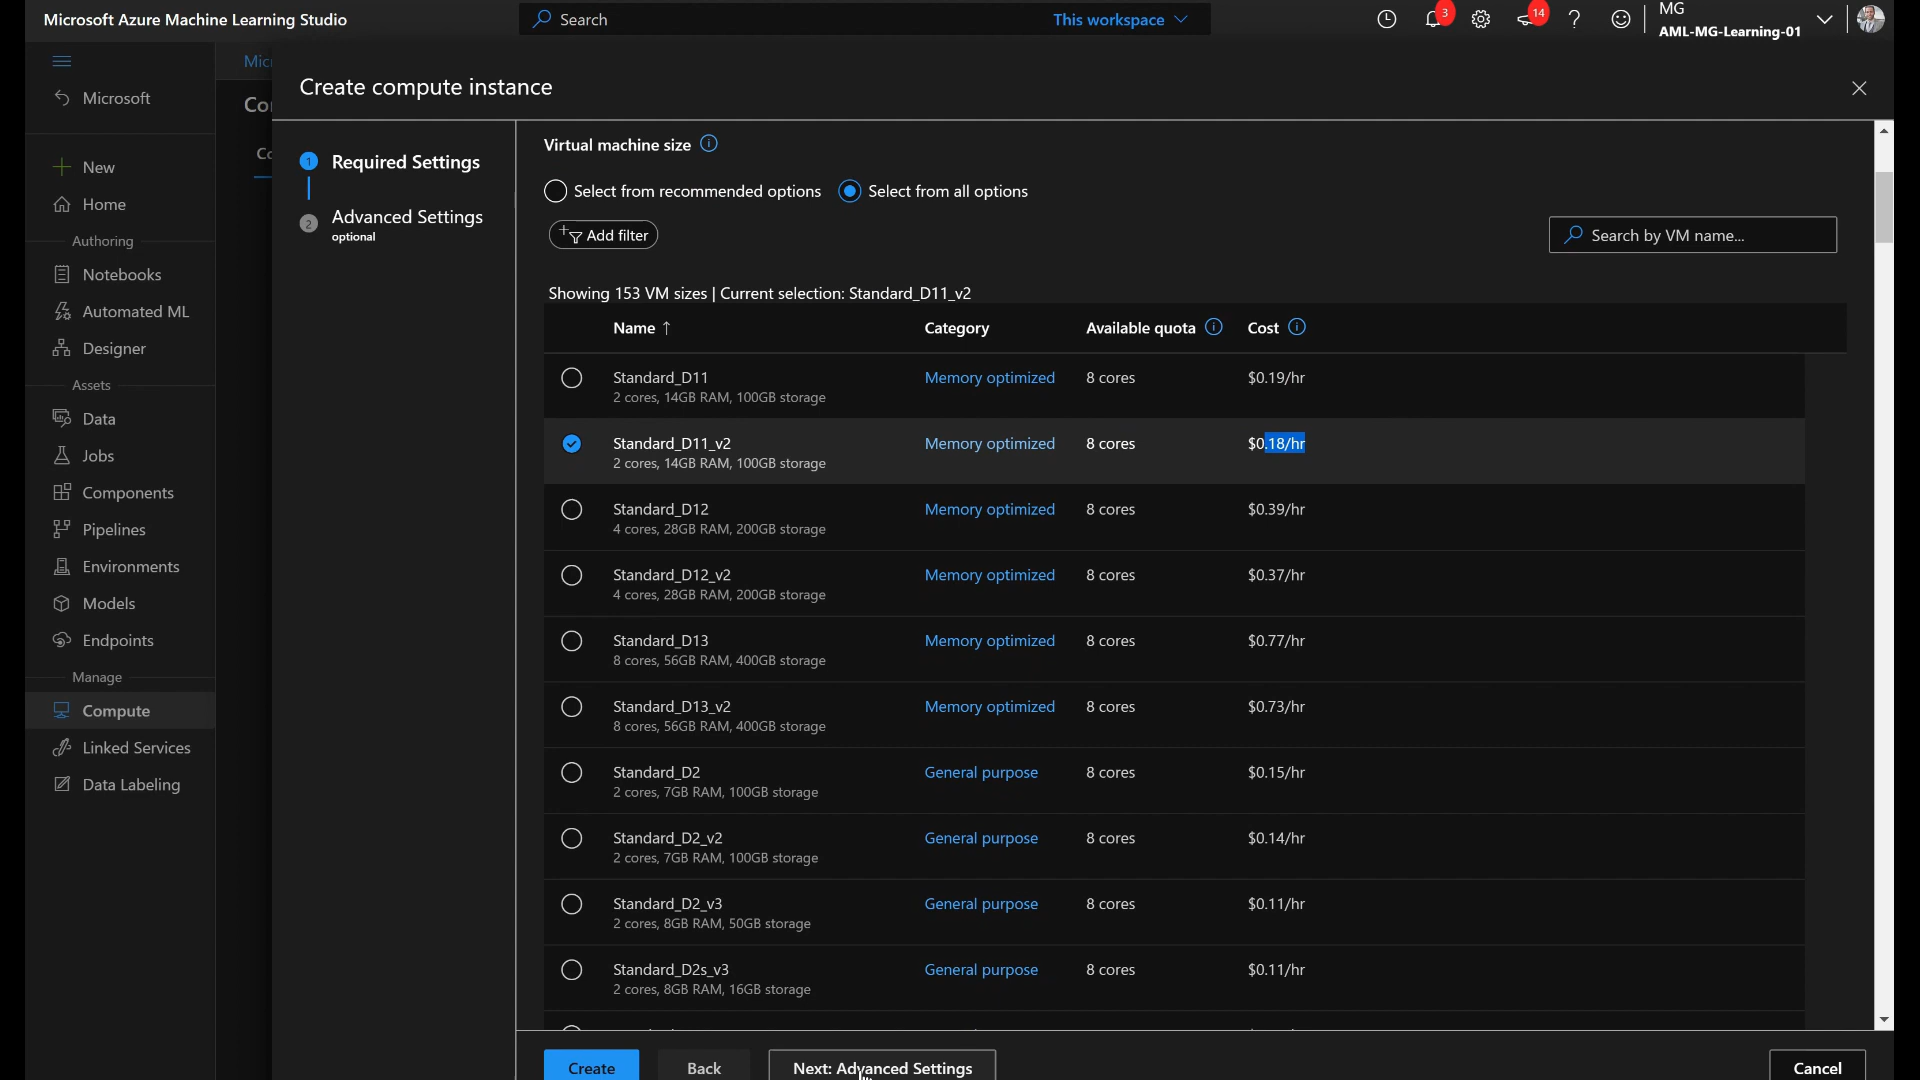 Microsoft Azure Machine Learning Studio
Search
This workspace
3
14
?
MG
AML-MG-Learning-01
Microsoft
New
Home
Authoring
Notebooks
Automated ML
Designer
Assets
Data
Jobs
Components
Pipelines
Environments
Models
Endpoints
Manage
Compute
Linked Services
Data Labeling
Mic
Co
Co
Create compute instance
1 Required Settings
2 Advanced Settings
optional
Virtual machine size
Select from recommended options
Select from all options
Add filter
Search by VM name...
Showing 153 VM sizes | Current selection: Standard_D11_v2
Name ↑ Category Available quota Cost
Standard_D11 Memory optimized 8 cores $0.19/hr
2 cores, 14GB RAM, 100GB storage
Standard_D11_v2 Memory optimized 8 cores $0.18/hr
2 cores, 14GB RAM, 100GB storage
Standard_D12 Memory optimized 8 cores $0.39/hr
4 cores, 28GB RAM, 200GB storage
Standard_D12_v2 Memory optimized 8 cores $0.37/hr
4 cores, 28GB RAM, 200GB storage
Standard_D13 Memory optimized 8 cores $0.77/hr
8 cores, 56GB RAM, 400GB storage
Standard_D13_v2 Memory optimized 8 cores $0.73/hr
8 cores, 56GB RAM, 400GB storage
Standard_D2 General purpose 8 cores $0.15/hr
2 cores, 7GB RAM, 100GB storage
Standard_D2_v2 General purpose 8 cores $0.14/hr
2 cores, 7GB RAM, 100GB storage
Standard_D2_v3 General purpose 8 cores $0.11/hr
2 cores, 8GB RAM, 50GB storage
Standard_D2s_v3 General purpose 8 cores $0.11/hr
2 cores, 8GB RAM, 16GB storage
Create
Back
Next: Advanced Settings
Cancel